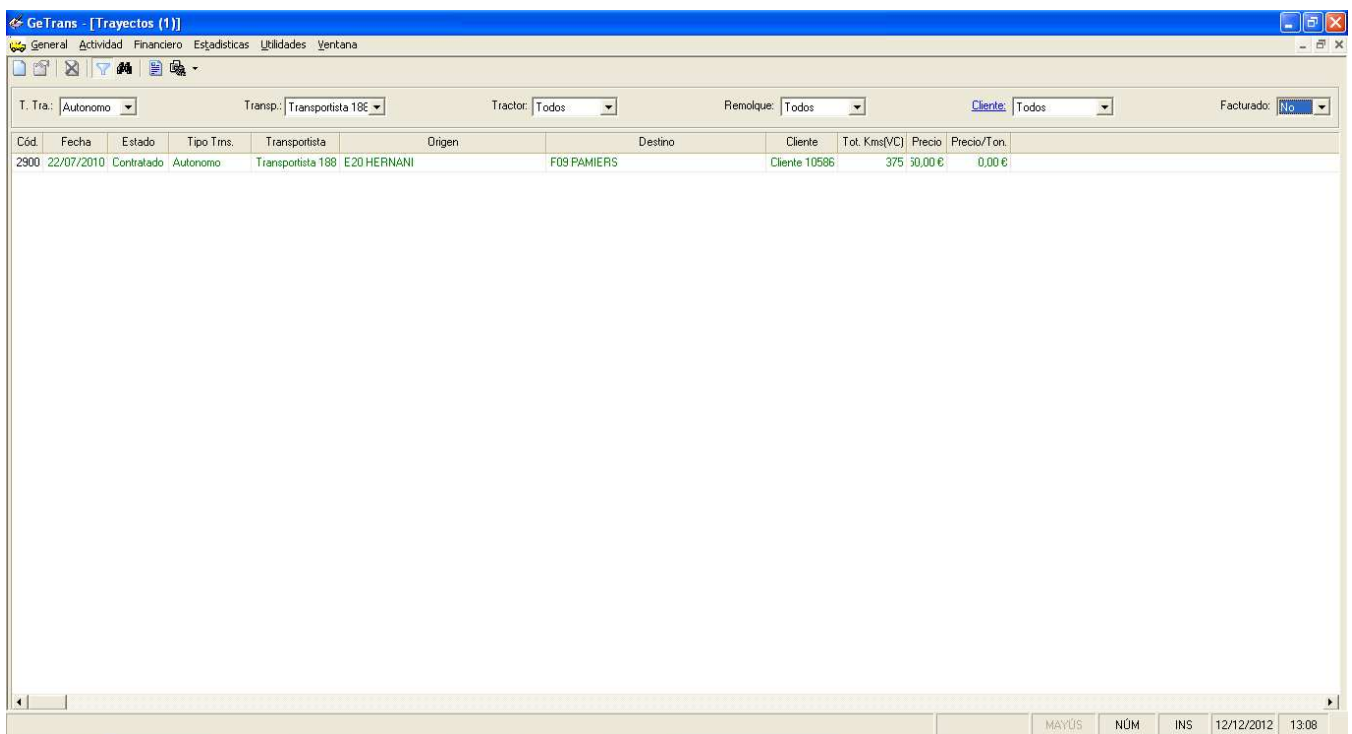 GeTrans - [Trayectos (1)]
General Actividad Financiero Estadisticas Utilidades Ventana
T. Tra.: Autonomo Transp.: Transportista 188 Tractor: Todos Remolque: Todos Cliente: Todos Facturado: No
Cód. Fecha Estado Tipo Trns. Transportista Origen Destino Cliente Tot. Kms(VC) Precio Precio/Ton.
2900 22/07/2010 Contratado Autonomo Transportista 188 E20 HERNANI F09 PAMIERS Cliente 10586 375 50,00 € 0,00 €
MAYÚS NÚM INS 12/12/2012 13:08